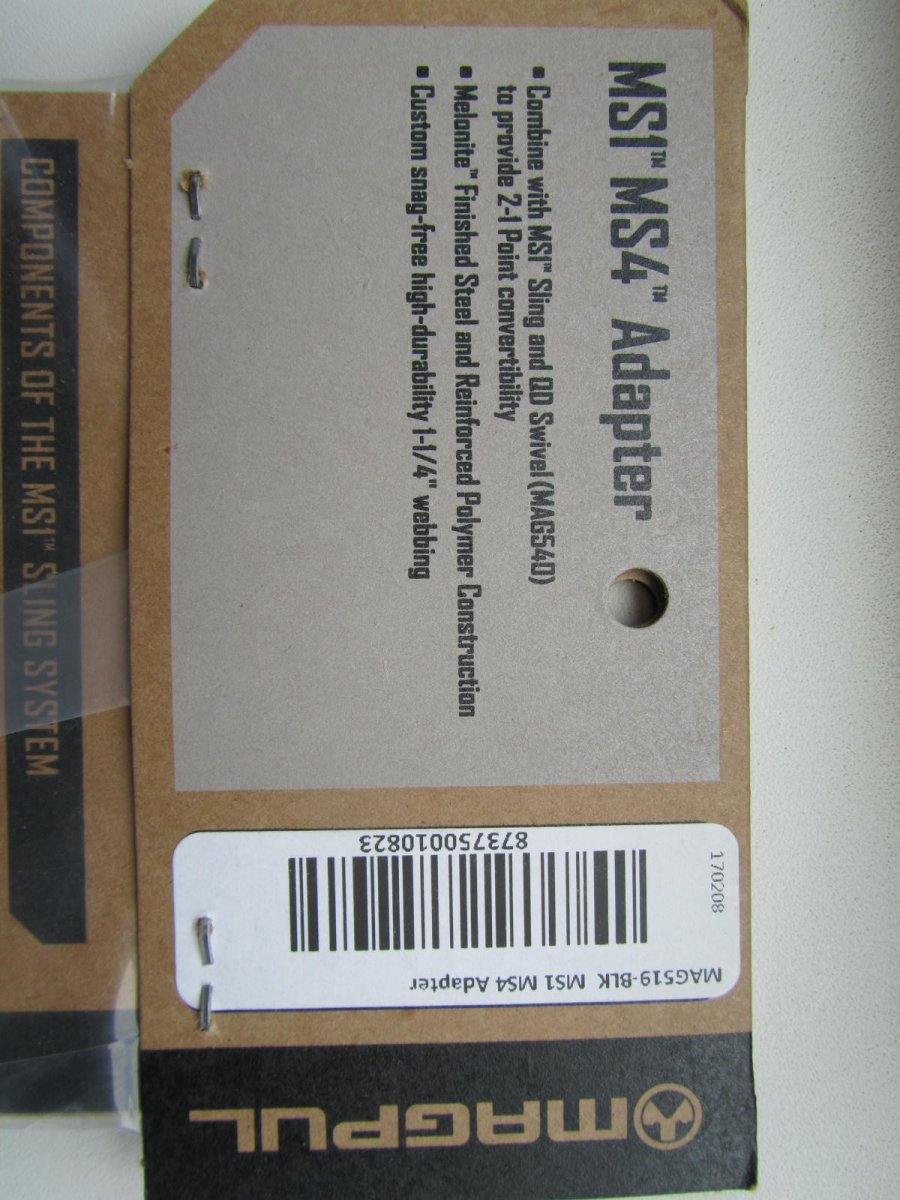 MS1™ MS4™ Adapter
▪ Combine with MS1™ Sling and QD Swivel (MAG540)
to provide 2-1 Point convertibility
▪ Melonite™ Finished Steel and Reinforced Polymer Construction
▪ Custom snag-free high-durability 1-1/4" webbing
COMPONENTS OF THE MS1™ SLING SYSTEM
170208
8737500010823
MAG519-BLK MS1 MS4 Adapter
MAGPUL